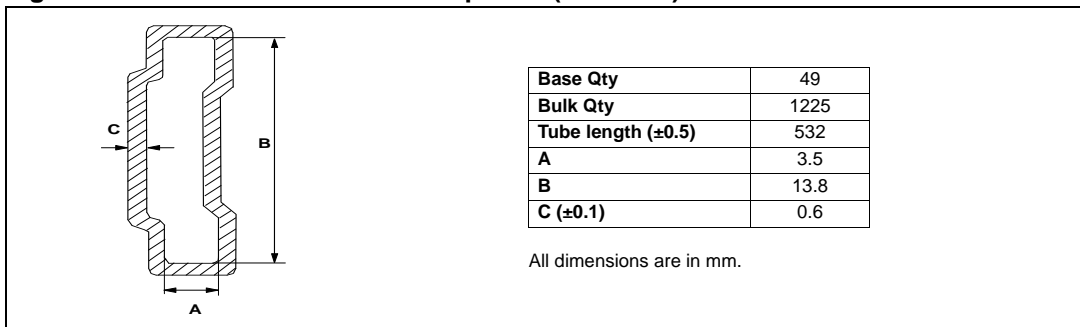 C
B
A
Base Qty 49
Bulk Qty 1225
Tube length (±0.5) 532
A 3.5
B 13.8
C (±0.1) 0.6
All dimensions are in mm.